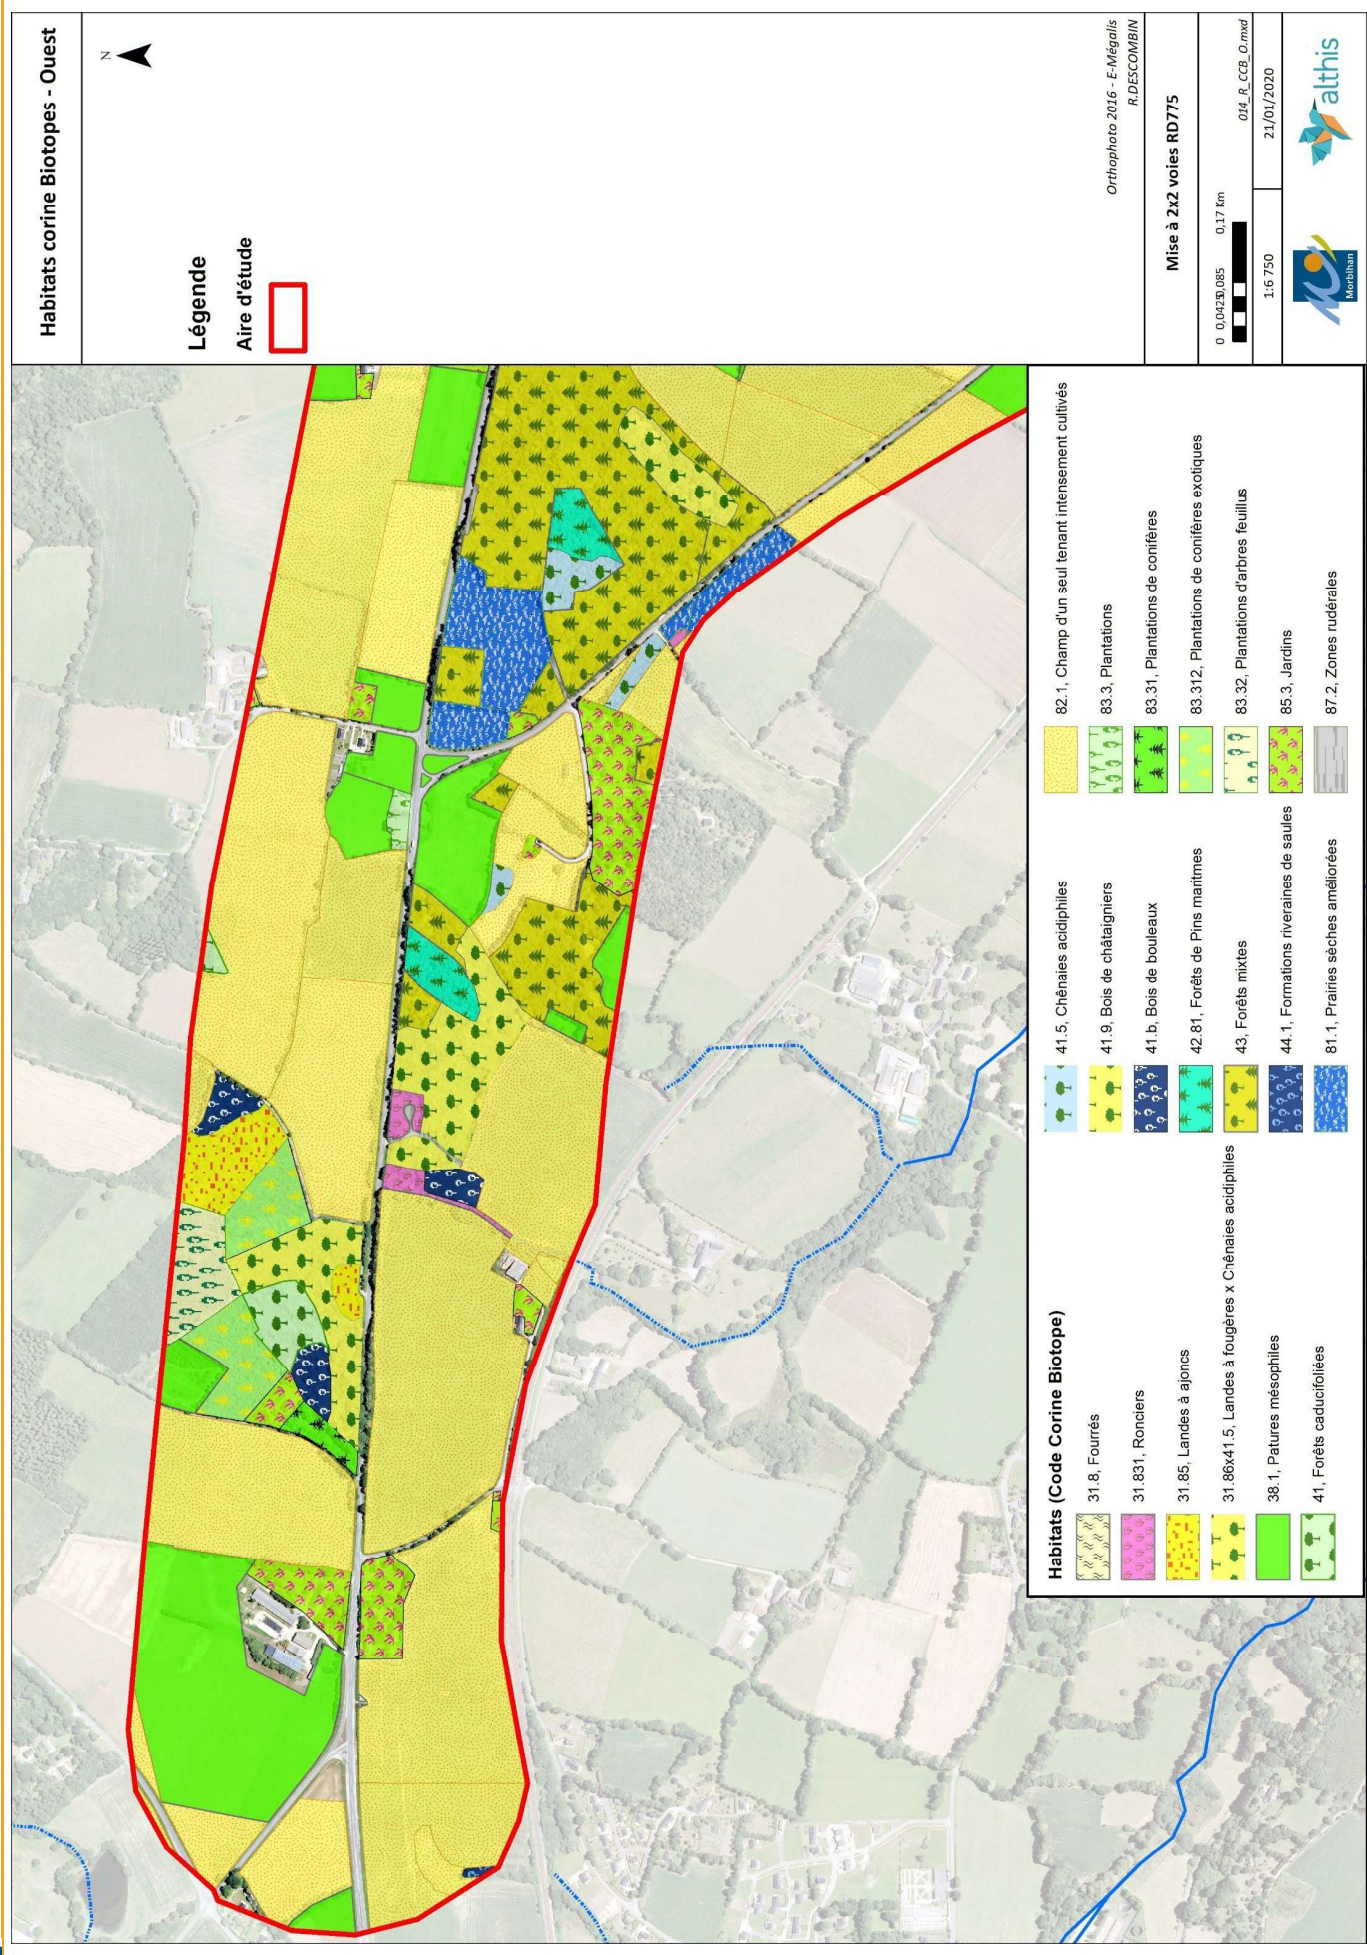 Habitats corine Biotopes - Ouest
N
Légende
Aire d'étude
Orthophoto 2016 - E-Mégalis
R.DESCOMBIN
Mise à 2x2 voies RD775
0 0,0425 0,085 0,17 Km
014_R_CCB_O.mxd
1:6 750
21/01/2020
Morbihan
althis
Habitats (Code Corine Biotope)
31.8, Fourrés
31.831, Ronciers
31.85, Landes à ajoncs
31.86x41.5, Landes à fougères x Chênaies acidiphiles
38.1, Patures mésophiles
41, Forêts caducifoliées
41.5, Chênaies acidiphiles
41.9, Bois de châtaigniers
41.b, Bois de bouleaux
42.81, Forêts de Pins maritmes
43, Forêts mixtes
44.1, Formations riveraines de saules
81.1, Prairies sèches améliorées
82.1, Champ d'un seul tenant intensement cultivés
83.3, Plantations
83.31, Plantations de conifères
83.312, Plantations de conifères exotiques
83.32, Plantations d'arbres feuillus
85.3, Jardins
87.2, Zones rudérales